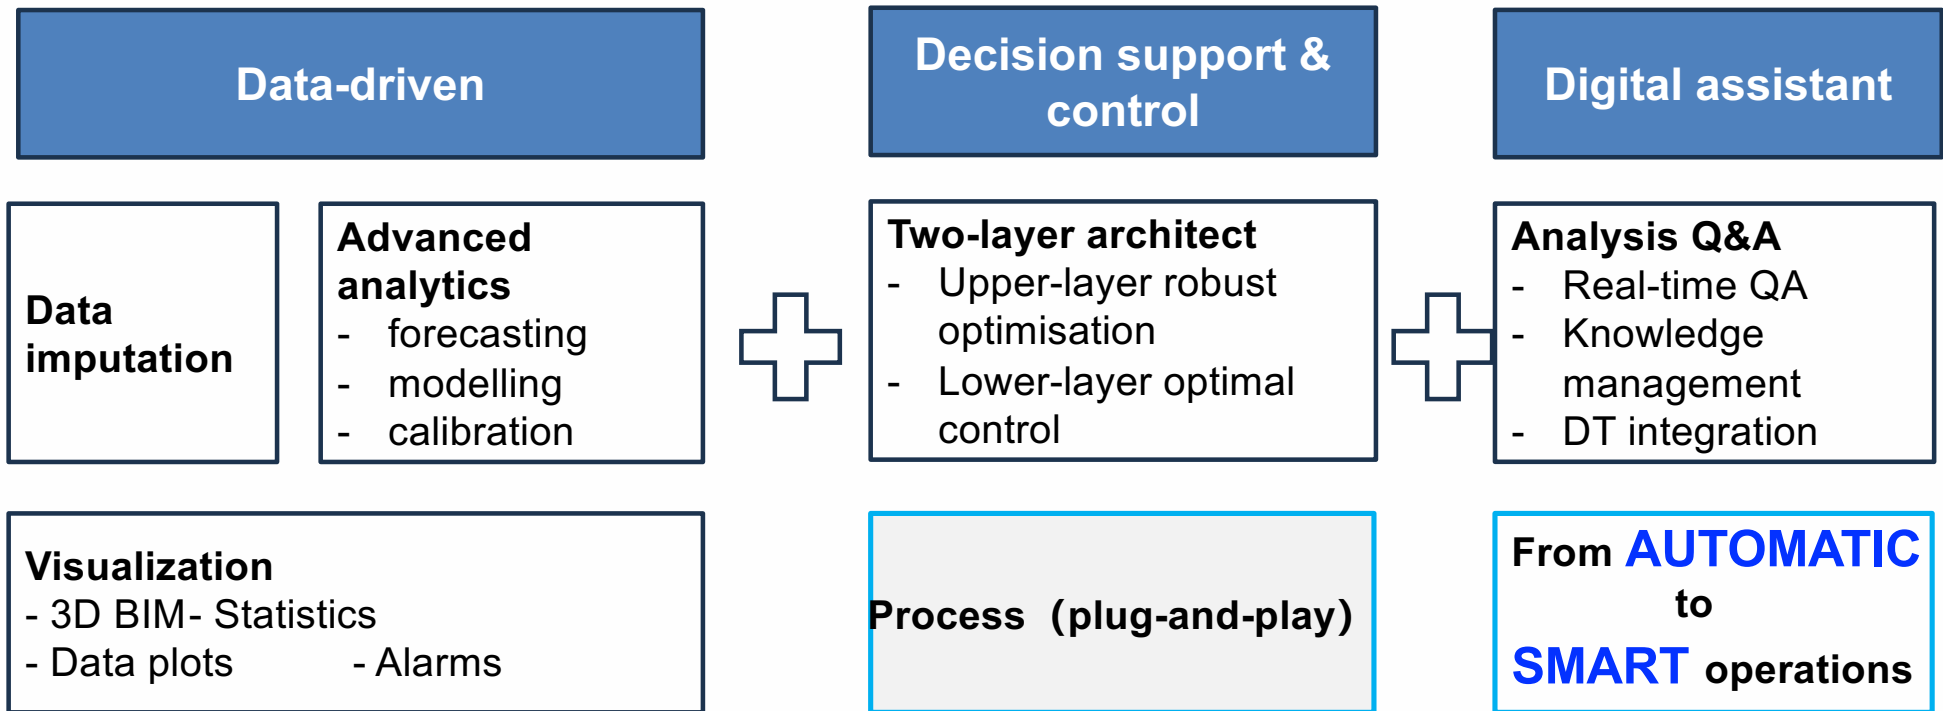 Data-driven
Decision support &
control
Digital assistant
Data
imputation
Advanced
analytics
- forecasting
- modelling
- calibration
Two-layer architect
- Upper-layer robust
optimisation
- Lower-layer optimal
control
Analysis Q&A
- Real-time QA
- Knowledge
management
- DT integration
Visualization
- 3D BIM- Statistics
- Data plots - Alarms
Process（plug-and-play）
From AUTOMATIC
to
SMART operations